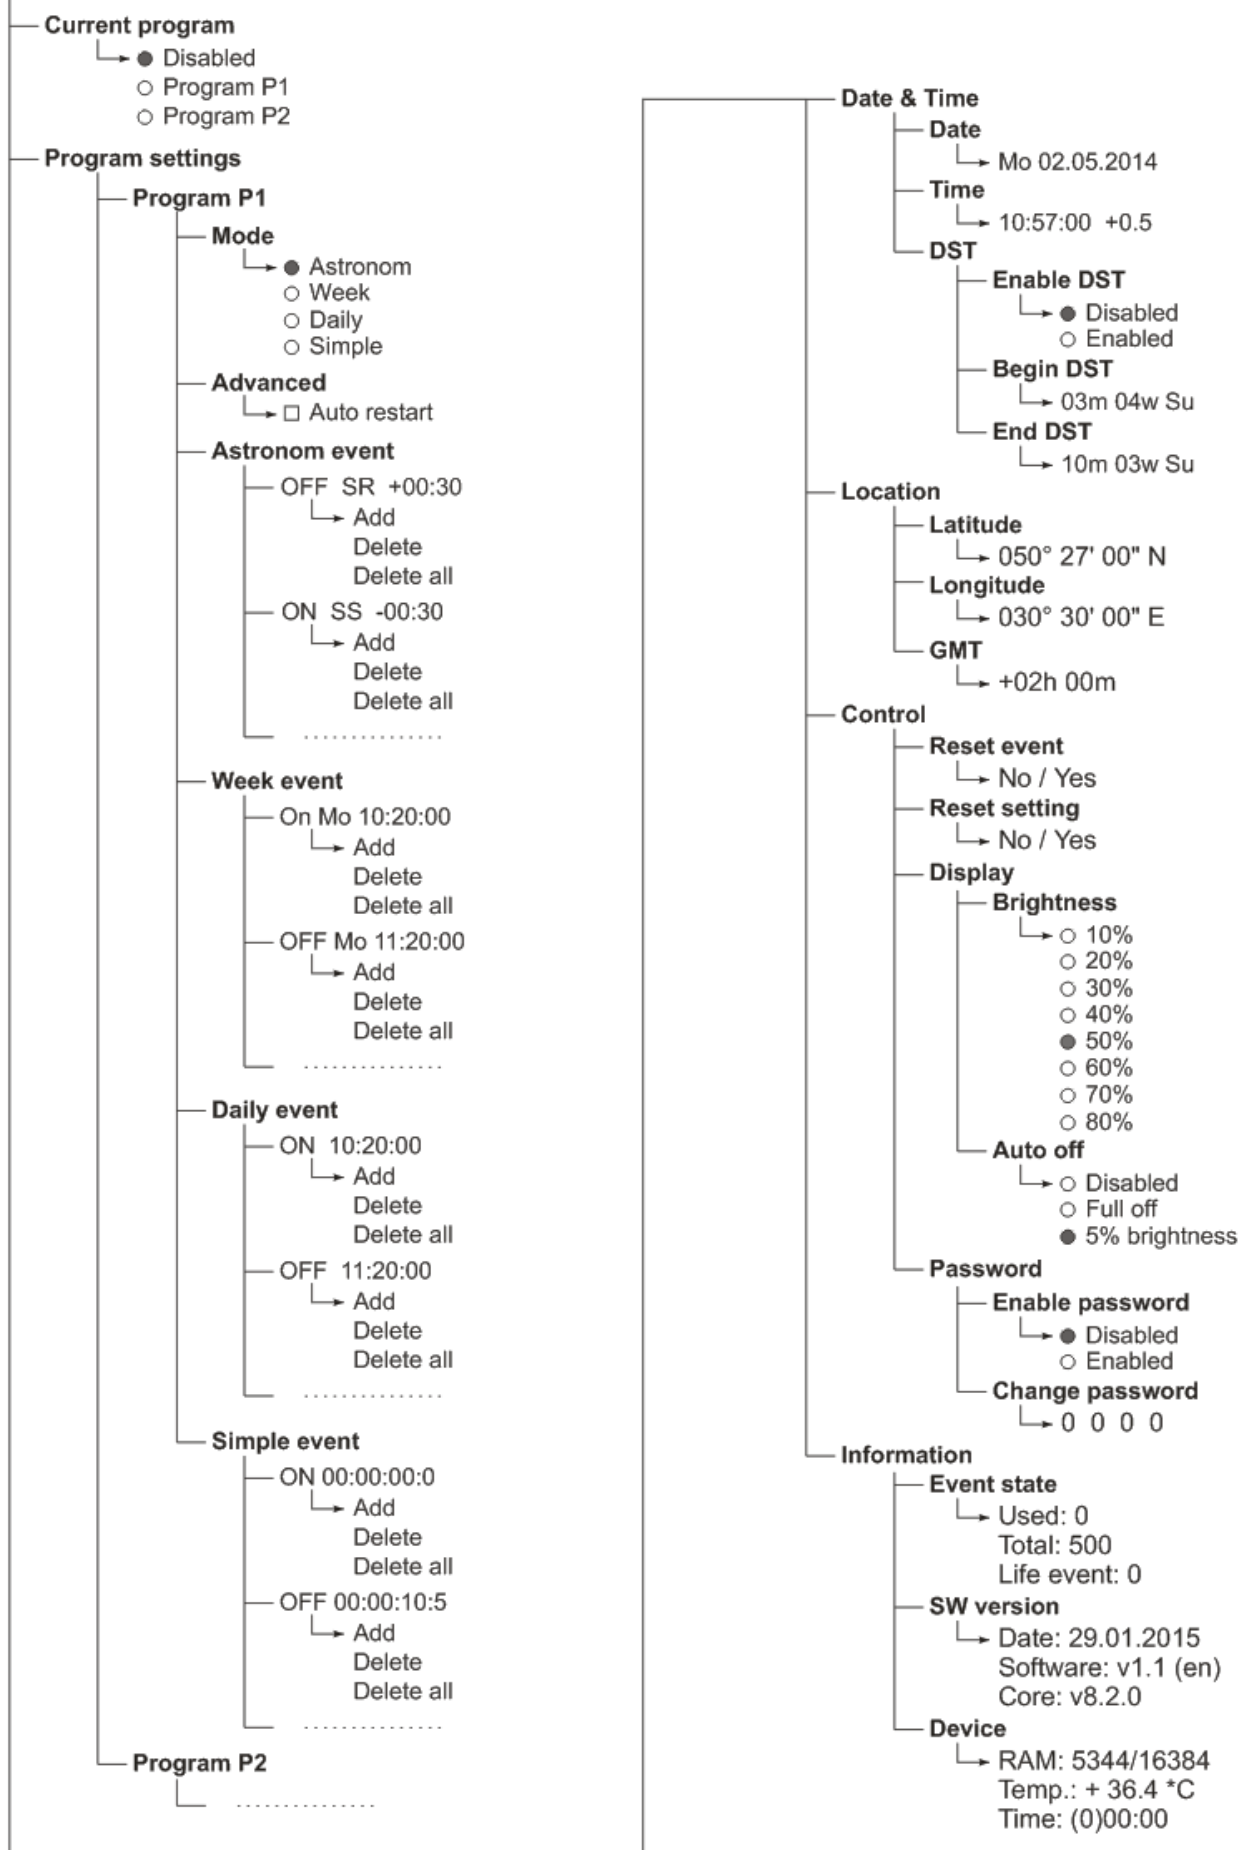 Current program
Disabled
Program P1
Program P2
Program settings
Program P1
Mode
Astronom
Week
Daily
Simple
Advanced
Auto restart
Astronom event
OFF SR +00:30
Add
Delete
Delete all
ON SS -00:30
Add
Delete
Delete all
Week event
On Mo 10:20:00
Add
Delete
Delete all
OFF Mo 11:20:00
Add
Delete
Delete all
Daily event
ON 10:20:00
Add
Delete
Delete all
OFF 11:20:00
Add
Delete
Delete all
Simple event
ON 00:00:00:0
Add
Delete
Delete all
OFF 00:00:10:5
Add
Delete
Delete all
Program P2
Date & Time
Date
Mo 02.05.2014
Time
10:57:00 +0.5
DST
Enable DST
Disabled
Enabled
Begin DST
03m 04w Su
End DST
10m 03w Su
Location
Latitude
050° 27' 00" N
Longitude
030° 30' 00" E
GMT
+02h 00m
Control
Reset event
No / Yes
Reset setting
No / Yes
Display
Brightness
10%
20%
30%
40%
50%
60%
70%
80%
Auto off
Disabled
Full off
5% brightness
Password
Enable password
Disabled
Enabled
Change password
0 0 0 0
Information
Event state
Used: 0
Total: 500
Life event: 0
SW version
Date: 29.01.2015
Software: v1.1 (en)
Core: v8.2.0
Device
RAM: 5344/16384
Temp.: + 36.4 *C
Time: (0)00:00